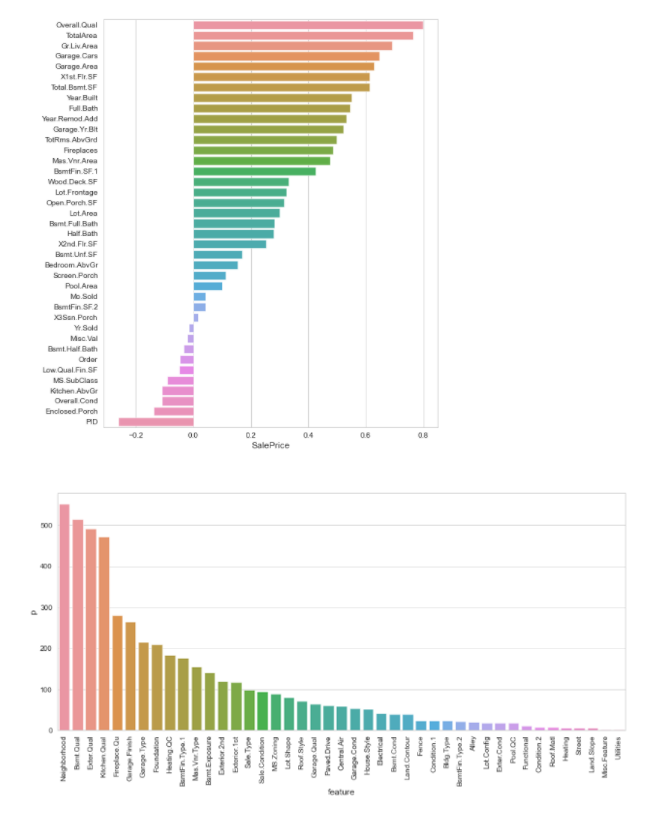 Overall.Qual
TotalArea
Gr.Liv.Area
Garage.Cars
Garage.Area
X1st.Flr.SF
Total.Bsmt.SF
Year.Built
Full.Bath
Year.Remod.Add
Garage.Yr.Blt
TotRms.AbvGrd
Fireplaces
Mas.Vnr.Area
BsmtFin.SF.1
Wood.Deck.SF
Lot.Frontage
Open.Porch.SF
Lot.Area
Bsmt.Full.Bath
Half.Bath
X2nd.Flr.SF
Bsmt.Unf.SF
Bedroom.AbvGr
Screen.Porch
Pool.Area
Mo.Sold
BsmtFin.SF.2
X3Ssn.Porch
Yr.Sold
Misc.Val
Bsmt.Half.Bath
Order
Low.Qual.Fin.SF
MS.SubClass
Kitchen.AbvGr
Overall.Cond
Enclosed.Porch
PID
−0.2 0.0 0.2 0.4 0.6 0.8
SalePrice
500
400
300
200
100
0
p
Neighborhood
Bsmt.Qual
Exter.Qual
Kitchen.Qual
Fireplace.Qu
Garage.Finish
Garage.Type
Foundation
Heating.QC
BsmtFin.Type.1
Mas.Vnr.Type
Bsmt.Exposure
Exterior.2nd
Exterior.1st
Sale.Type
Sale.Condition
MS.Zoning
Lot.Shape
Roof.Style
Garage.Qual
Paved.Drive
Central.Air
Garage.Cond
House.Style
Electrical
Bsmt.Cond
Land.Contour
Fence
Condition.1
Bldg.Type
BsmtFin.Type.2
Alley
Lot.Config
Exter.Cond
Pool.QC
Functional
Condition.2
Roof.Matl
Heating
Street
Land.Slope
Misc.Feature
Utilities
feature